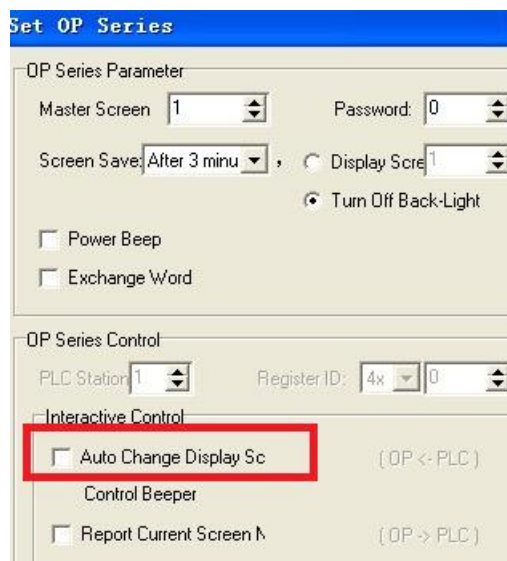 Set OP Series
OP Series Parameter
Master Screen 1 Password: 0
Screen Save: After 3 minu , Display Scre 1
Turn Off Back-Light
Power Beep
Exchange Word
OP Series Control
PLC Station 1 Register ID: 4x 0
Interactive Control
Auto Change Display Sc (OP <- PLC)
Control Beeper
Report Current Screen N (OP -> PLC)